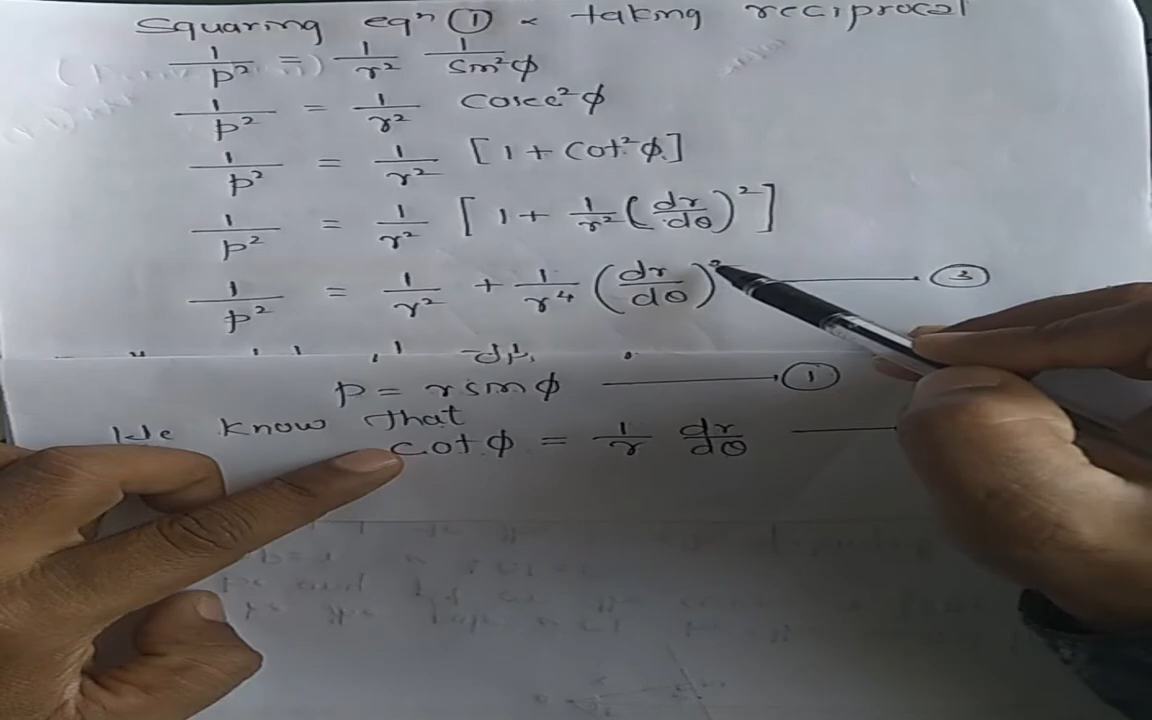 Squaring eqⁿ ① & taking reciprocal
1/p² = 1/r² 1/sin²φ
1/p² = 1/r² cosec²φ
1/p² = 1/r² [1 + cot²φ]
1/p² = 1/r² [1 + 1/r² (dr/dθ)²]
1/p² = 1/r² + 1/r⁴ (dr/dθ)² ③
p = r sinφ ①
We know that
cot φ = 1/r dr/dθ